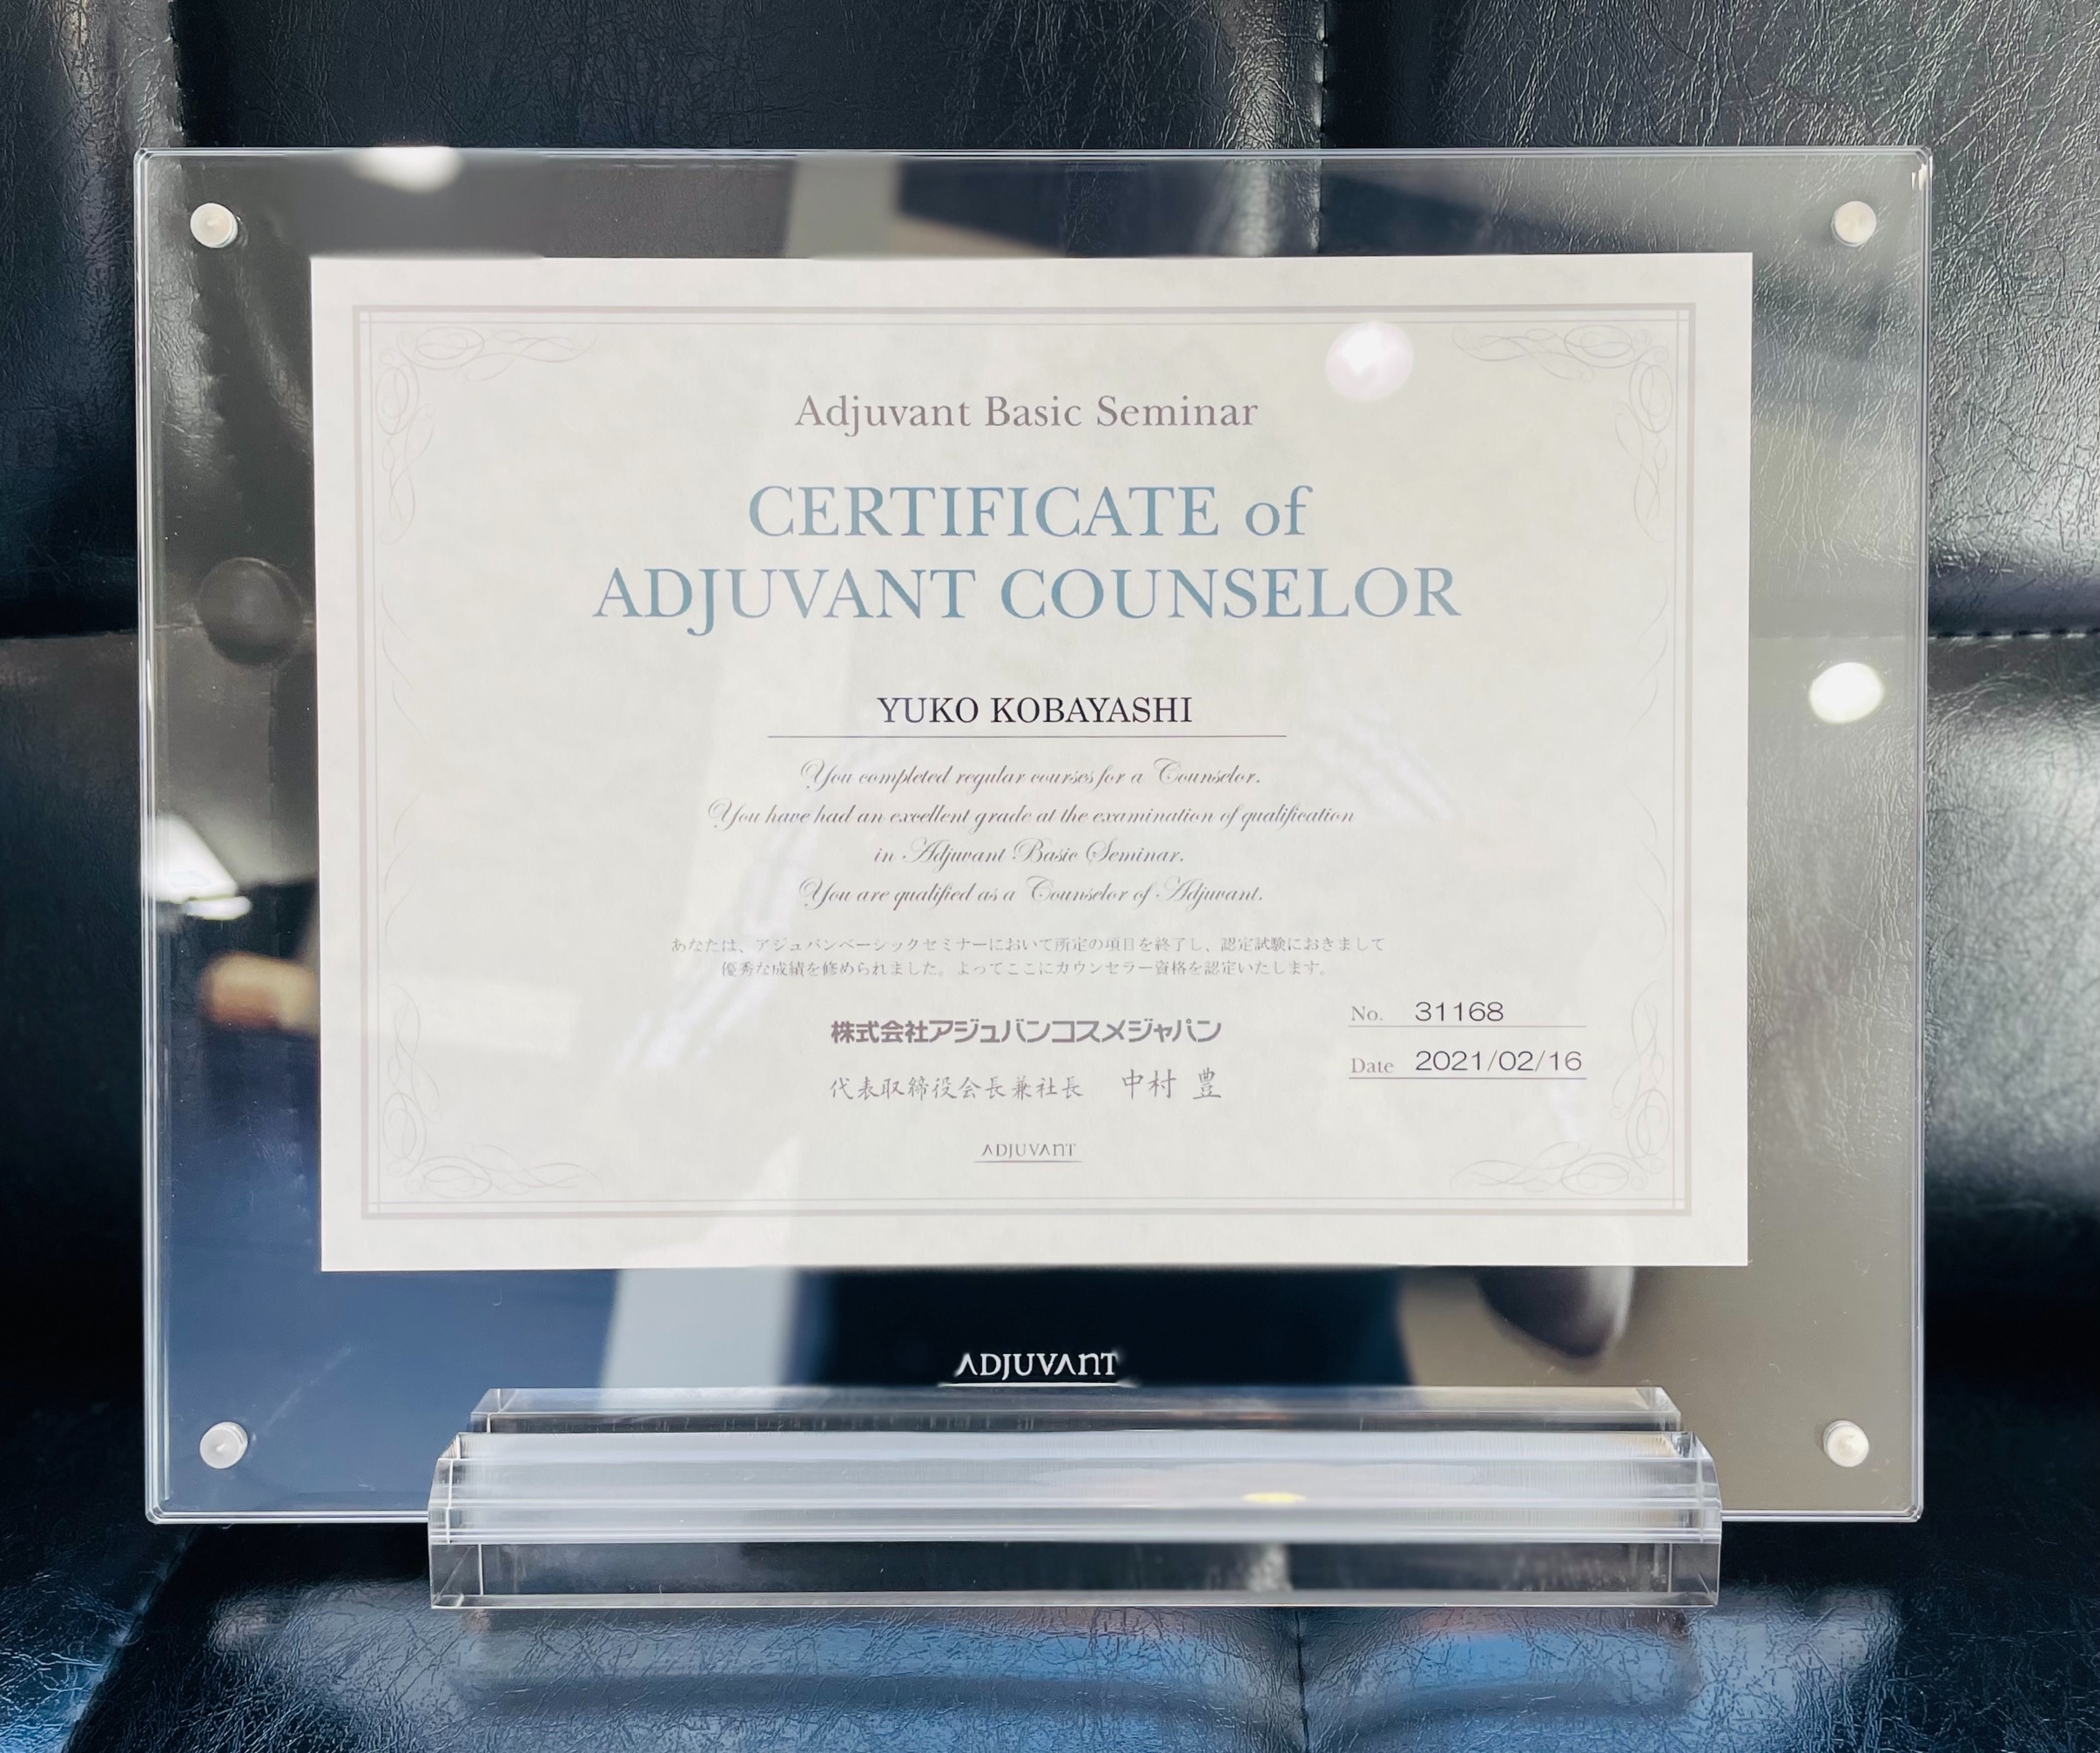 Adjuvant Basic Seminar
CERTIFICATE of
ADJUVANT COUNSELOR
YUKO KOBAYASHI
You completed regular courses for a Counselor.
You have had an excellent grade at the examination of qualification
in Adjuvant Basic Seminar.
You are qualified as a Counselor of Adjuvant.
あなたは、アジュバンベーシックセミナーにおいて所定の項目を終了し、認定試験におきまして
優秀な成績を修められました。よってここにカウンセラー資格を認定いたします。
No. 31168
株式会社アジュバンコスメジャパン
Date 2021/02/16
代表取締役会長兼社長 中村 豊
ADJUVANT
ADJUVANT